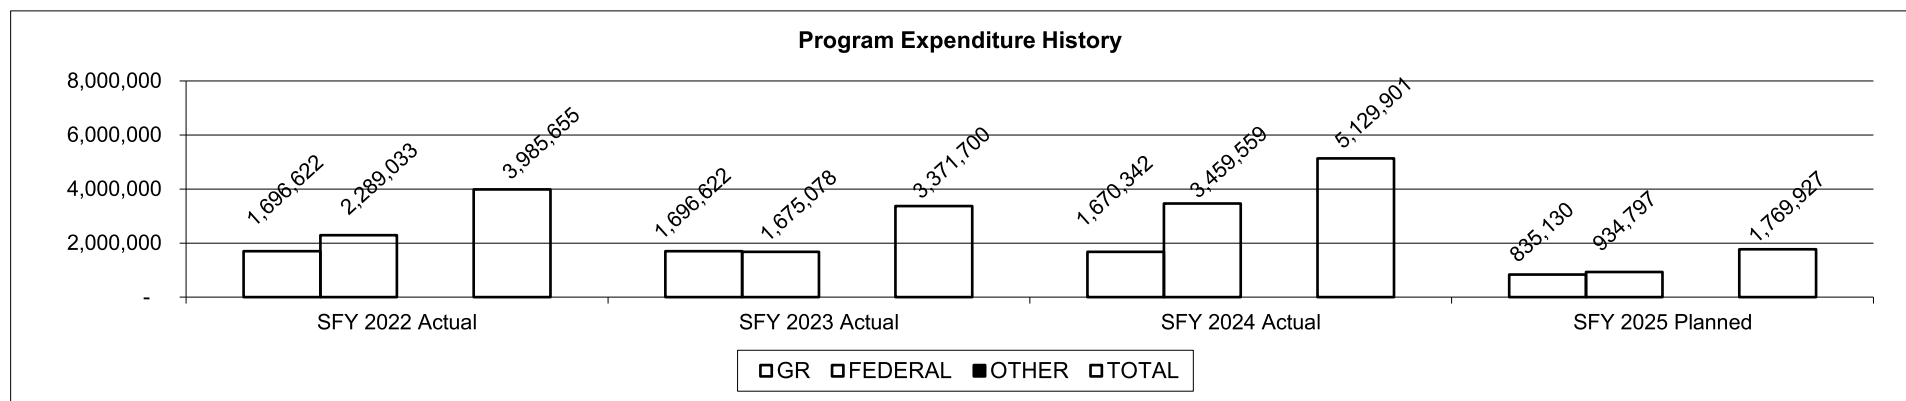 Program Expenditure History
8,000,000
6,000,000
4,000,000
2,000,000
-
1,696,622
2,289,033
3,985,655
1,696,622
1,675,078
3,371,700
1,670,342
3,459,559
5,129,901
835,130
934,797
1,769,927
SFY 2022 Actual
SFY 2023 Actual
SFY 2024 Actual
SFY 2025 Planned
GR FEDERAL OTHER TOTAL